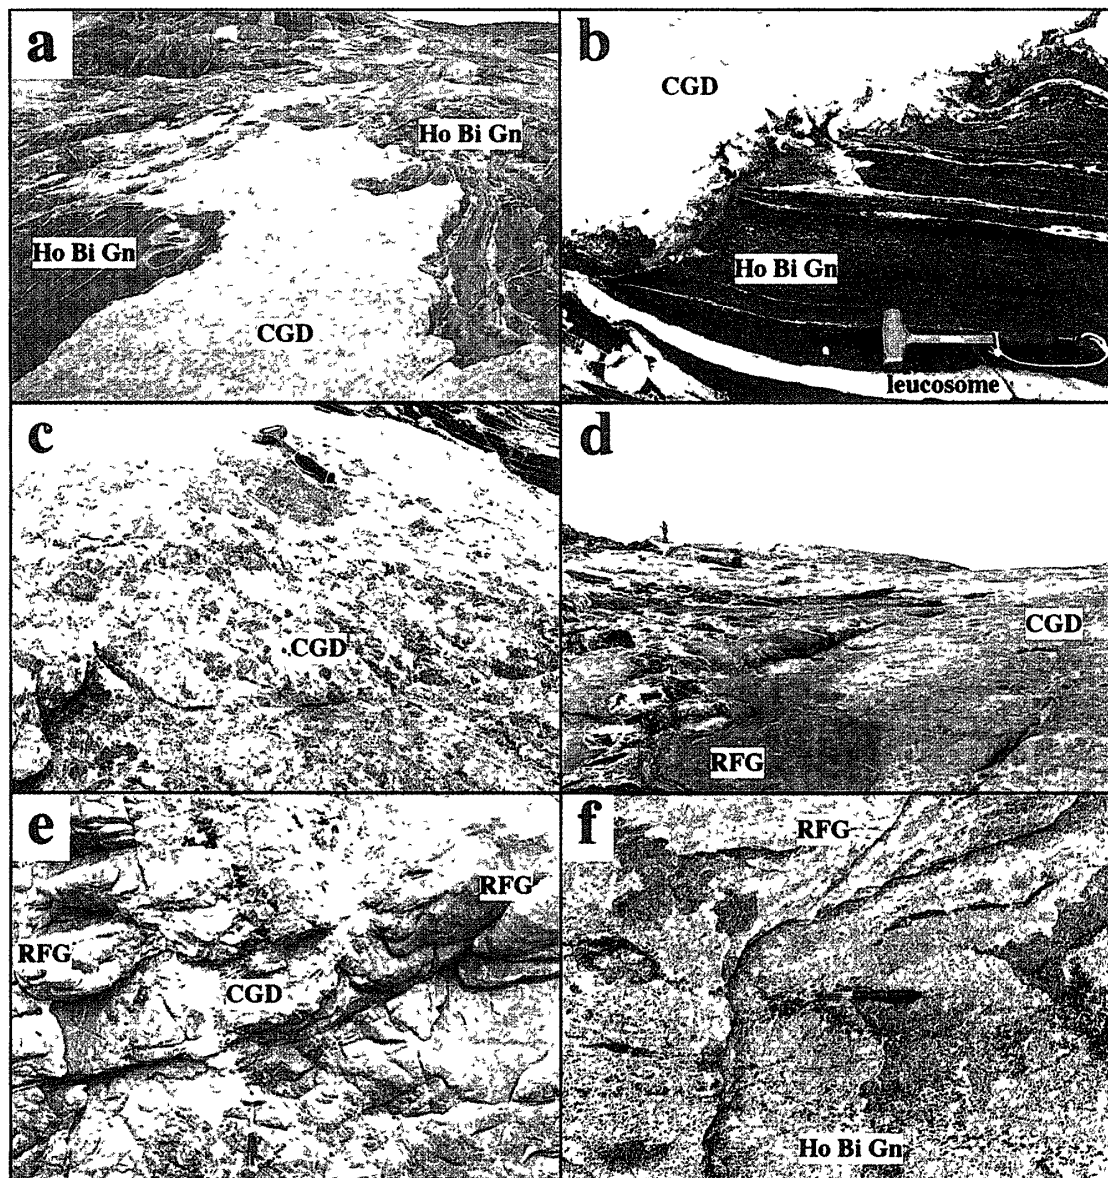 a
Ho Bi Gn
Ho Bi Gn
CGD
b
CGD
Ho Bi Gn
leucosome
c
CGD
d
CGD
RFG
e
RFG
RFG
CGD
f
RFG
Ho Bi Gn